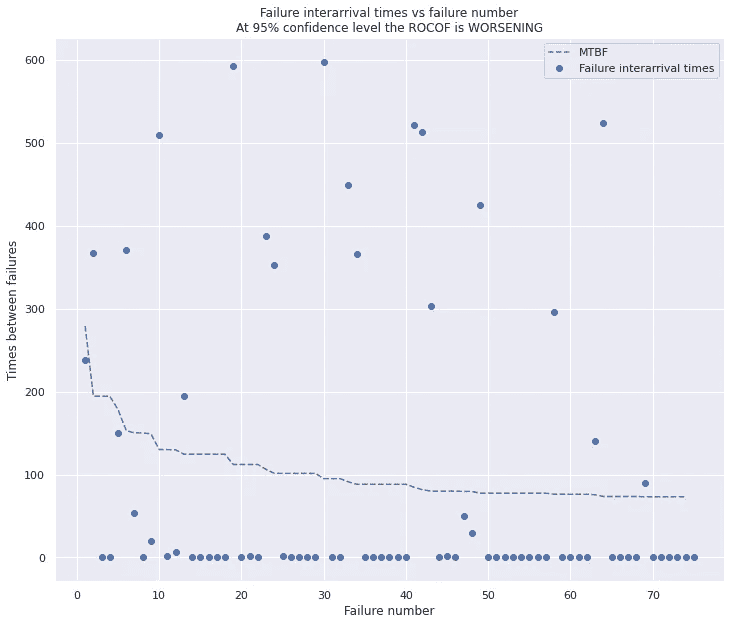 Failure interarrival times vs failure number
At 95% confidence level the ROCOF is WORSENING
MTBF
Failure interarrival times
Times between failures
600
500
400
300
200
100
0
0 10 20 30 40 50 60 70
Failure number